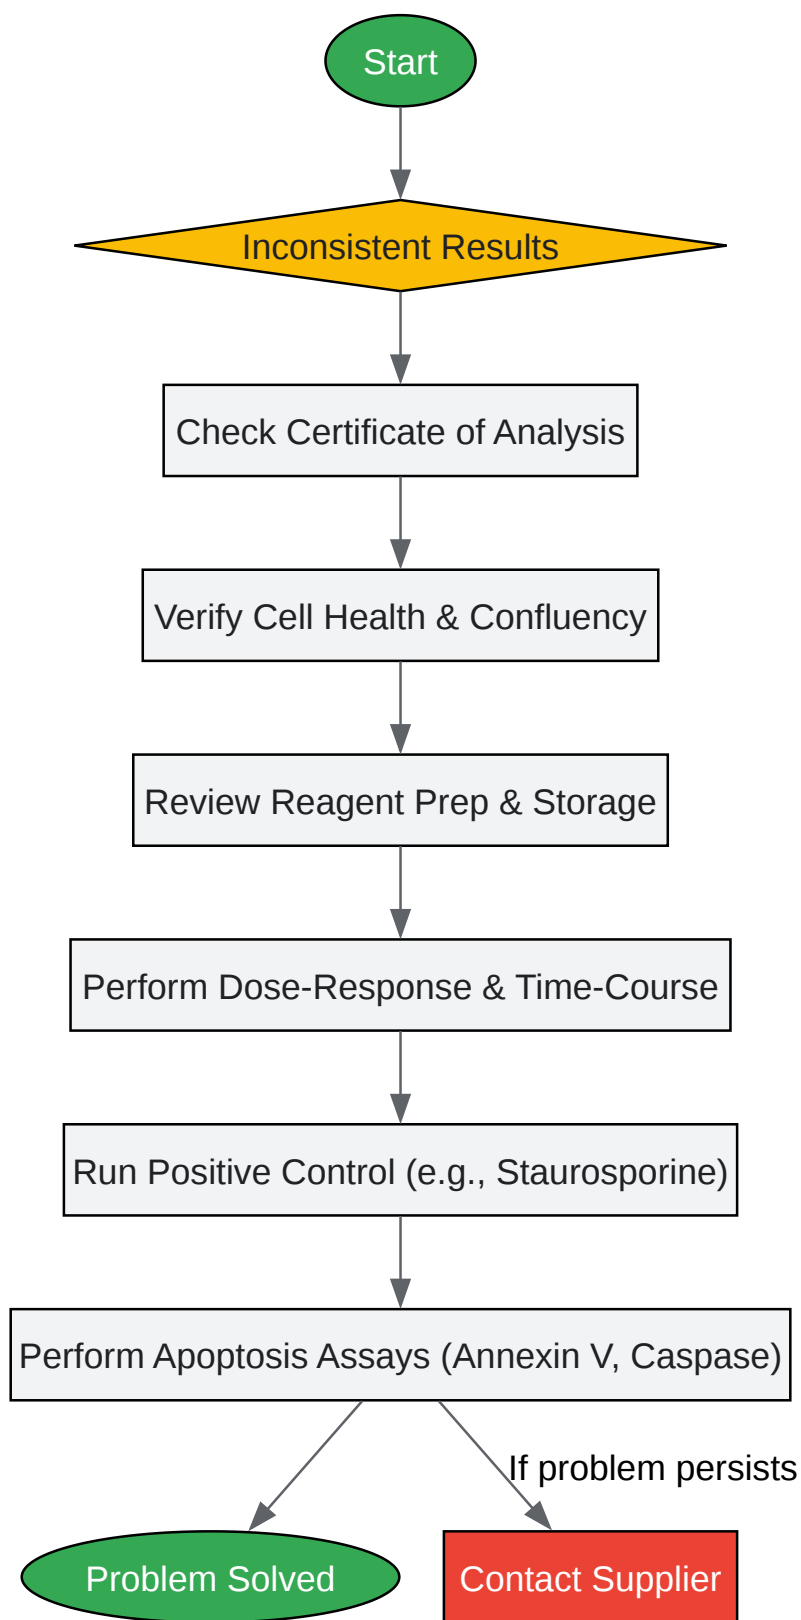 Start
Inconsistent Results
Check Certificate of Analysis
Verify Cell Health & Confluency
Review Reagent Prep & Storage
Perform Dose-Response & Time-Course
Run Positive Control (e.g., Staurosporine)
Perform Apoptosis Assays (Annexin V, Caspase)
If problem persists
Problem Solved
Contact Supplier